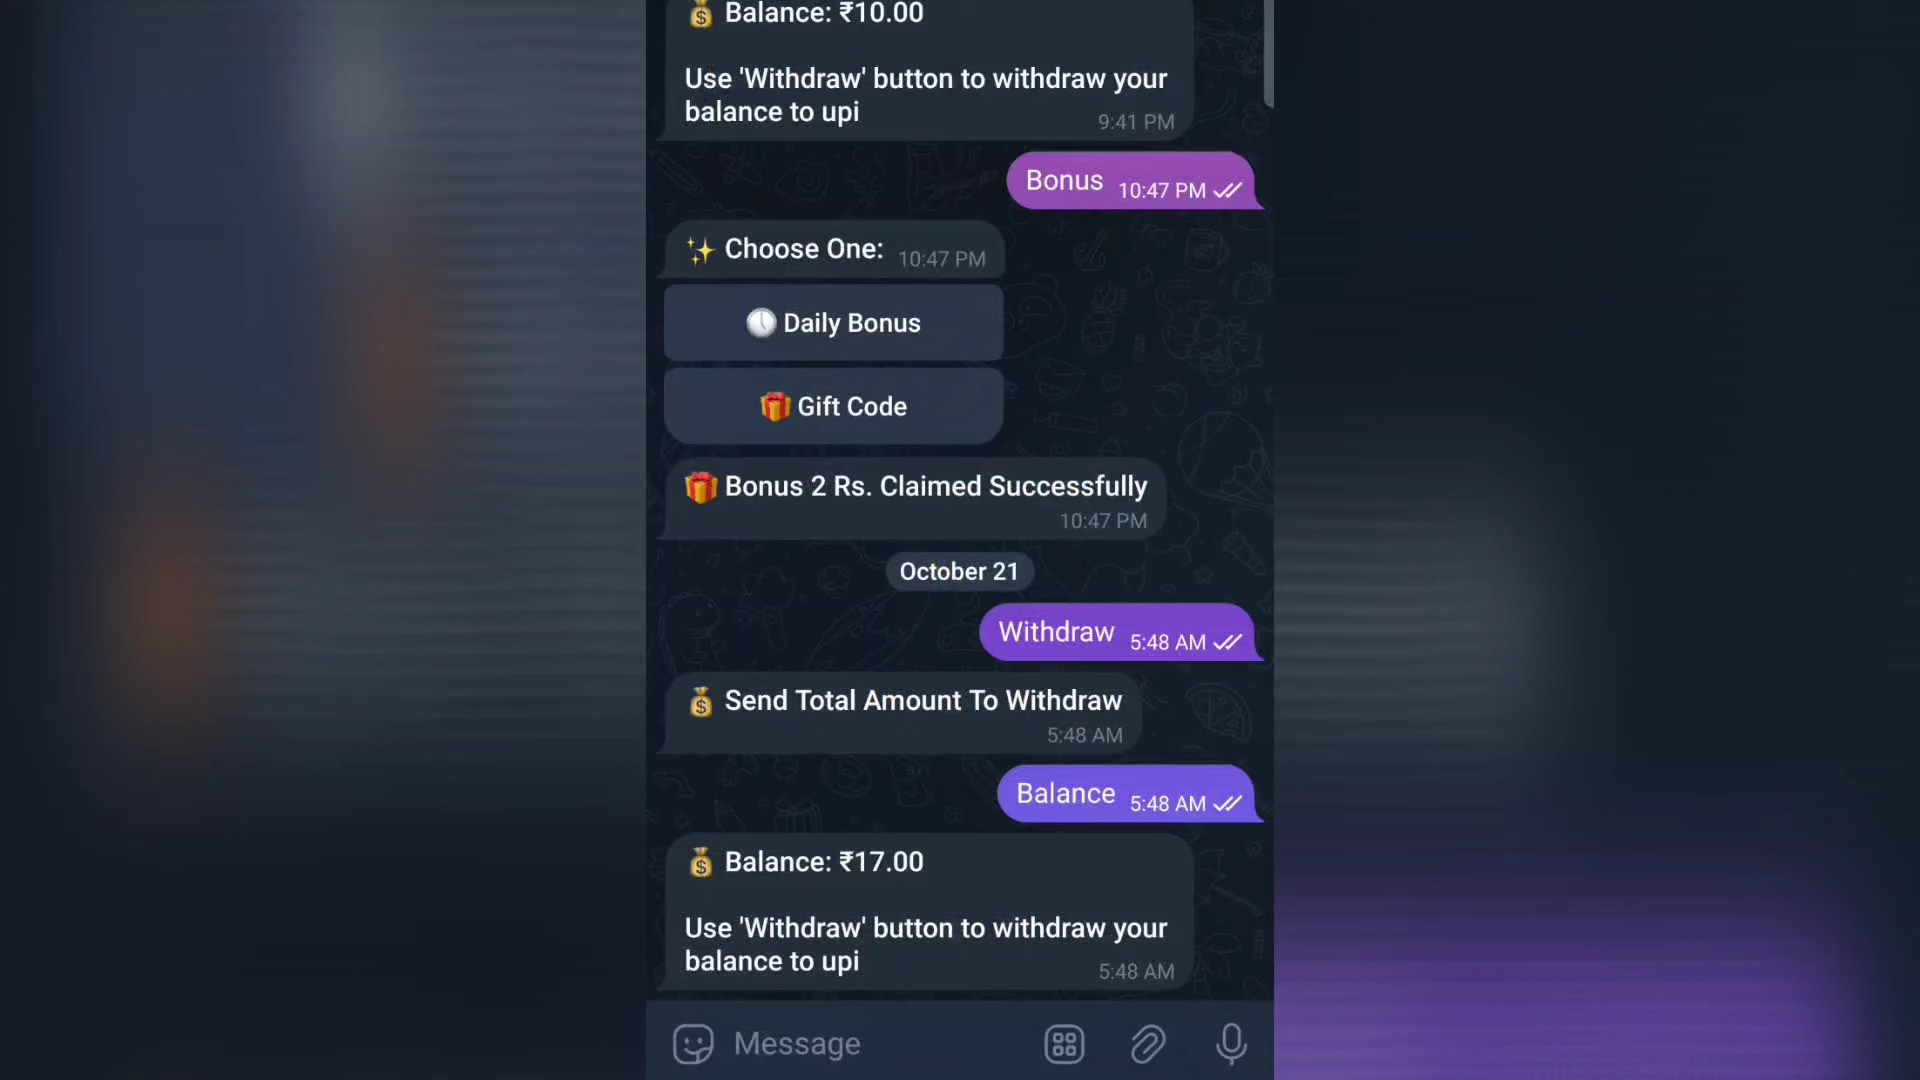 💰 Balance: ₹10.00
Use 'Withdraw' button to withdraw your
balance to upi
9:41 PM
Bonus 10:47 PM
✨ Choose One: 10:47 PM
🕔 Daily Bonus
🎁 Gift Code
🎁 Bonus 2 Rs. Claimed Successfully
10:47 PM
October 21
Withdraw 5:48 AM
💰 Send Total Amount To Withdraw
5:48 AM
Balance 5:48 AM
💰 Balance: ₹17.00
Use 'Withdraw' button to withdraw your
balance to upi
5:48 AM
Message